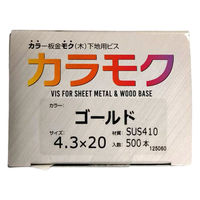 カラー板金モク(木)下地用ビス
カラモク
VIS FOR SHEET METAL & WOOD BASE
カラー:
ゴールド
サイズ: 4.3×20 材質: SUS410
入数: 500本
125060